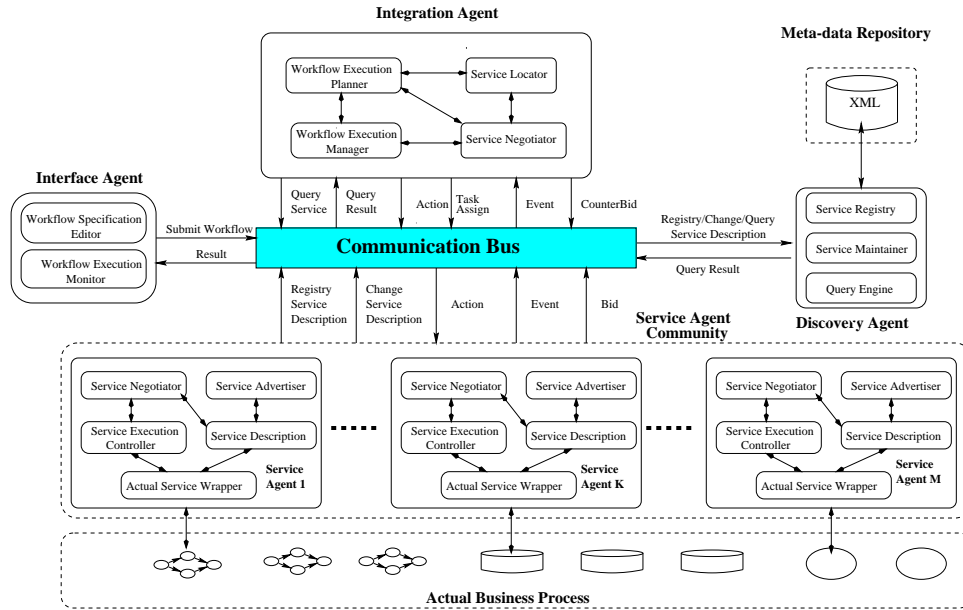 Integration Agent
Meta-data Repository
Workflow Execution
Planner
Service Locator
XML
Workflow Execution
Manager
Service Negotiator
Interface Agent
Workflow Specification
Editor
Workflow Execution
Monitor
Submit Workflow
Result
Query
Service
Query
Result
Action
Task
Assign
Event
CounterBid
Communication Bus
Registry/Change/Query
Service Description
Query Result
Service Registry
Service Maintainer
Query Engine
Discovery Agent
Registry
Service
Description
Change
Service
Description
Action
Event
Bid
Service Agent
Community
Service Negotiator
Service Advertiser
Service Execution
Controller
Service Description
Actual Service Wrapper
Service
Agent 1
Service Negotiator
Service Advertiser
Service Execution
Controller
Service Description
Actual Service Wrapper
Service
Agent K
Service Negotiator
Service Advertiser
Service Execution
Controller
Service Description
Actual Service Wrapper
Service
Agent M
Actual Business Process